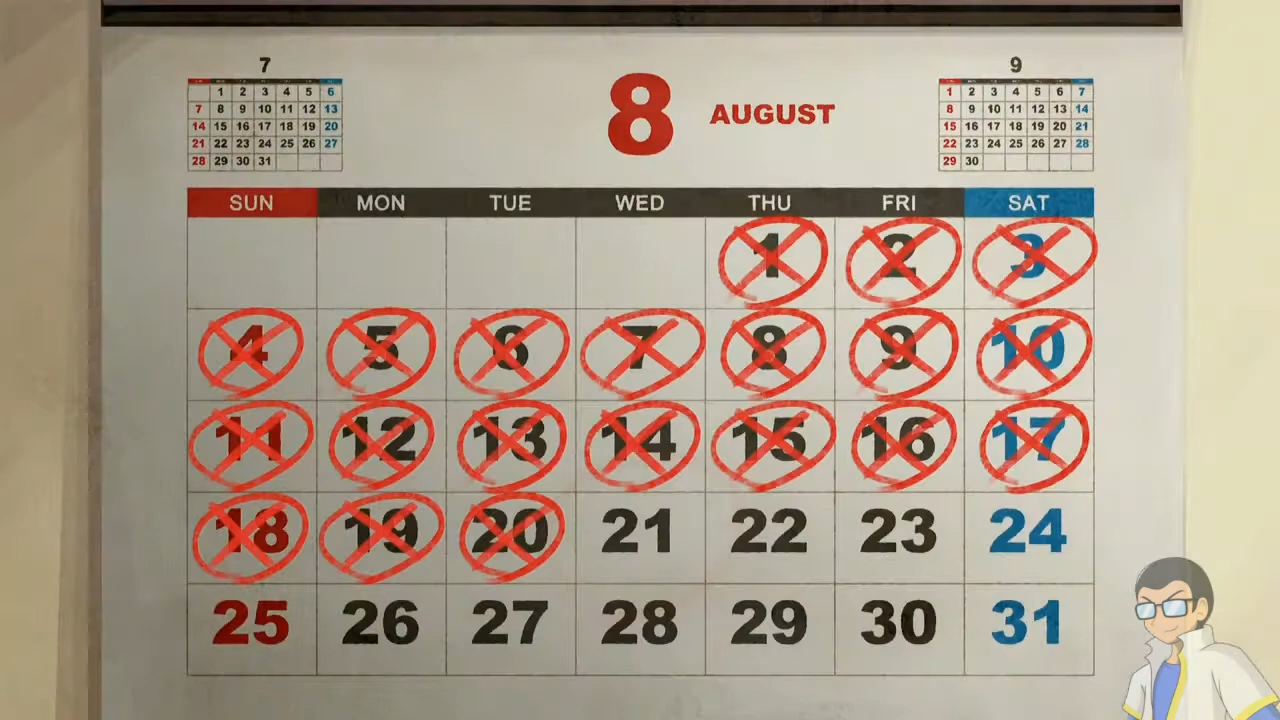 7
1 2 3 4 5 6
7 8 9 10 11 12 13
14 15 16 17 18 19 20
21 22 23 24 25 26 27
28 29 30 31
8 AUGUST
9
1 2 3 4 5 6 7
8 9 10 11 12 13 14
15 16 17 18 19 20 21
22 23 24 25 26 27 28
29 30
SUN MON TUE WED THU FRI SAT
1 2 3
4 5 6 7 8 9 10
11 12 13 14 15 16 17
18 19 20 21 22 23 24
25 26 27 28 29 30 31